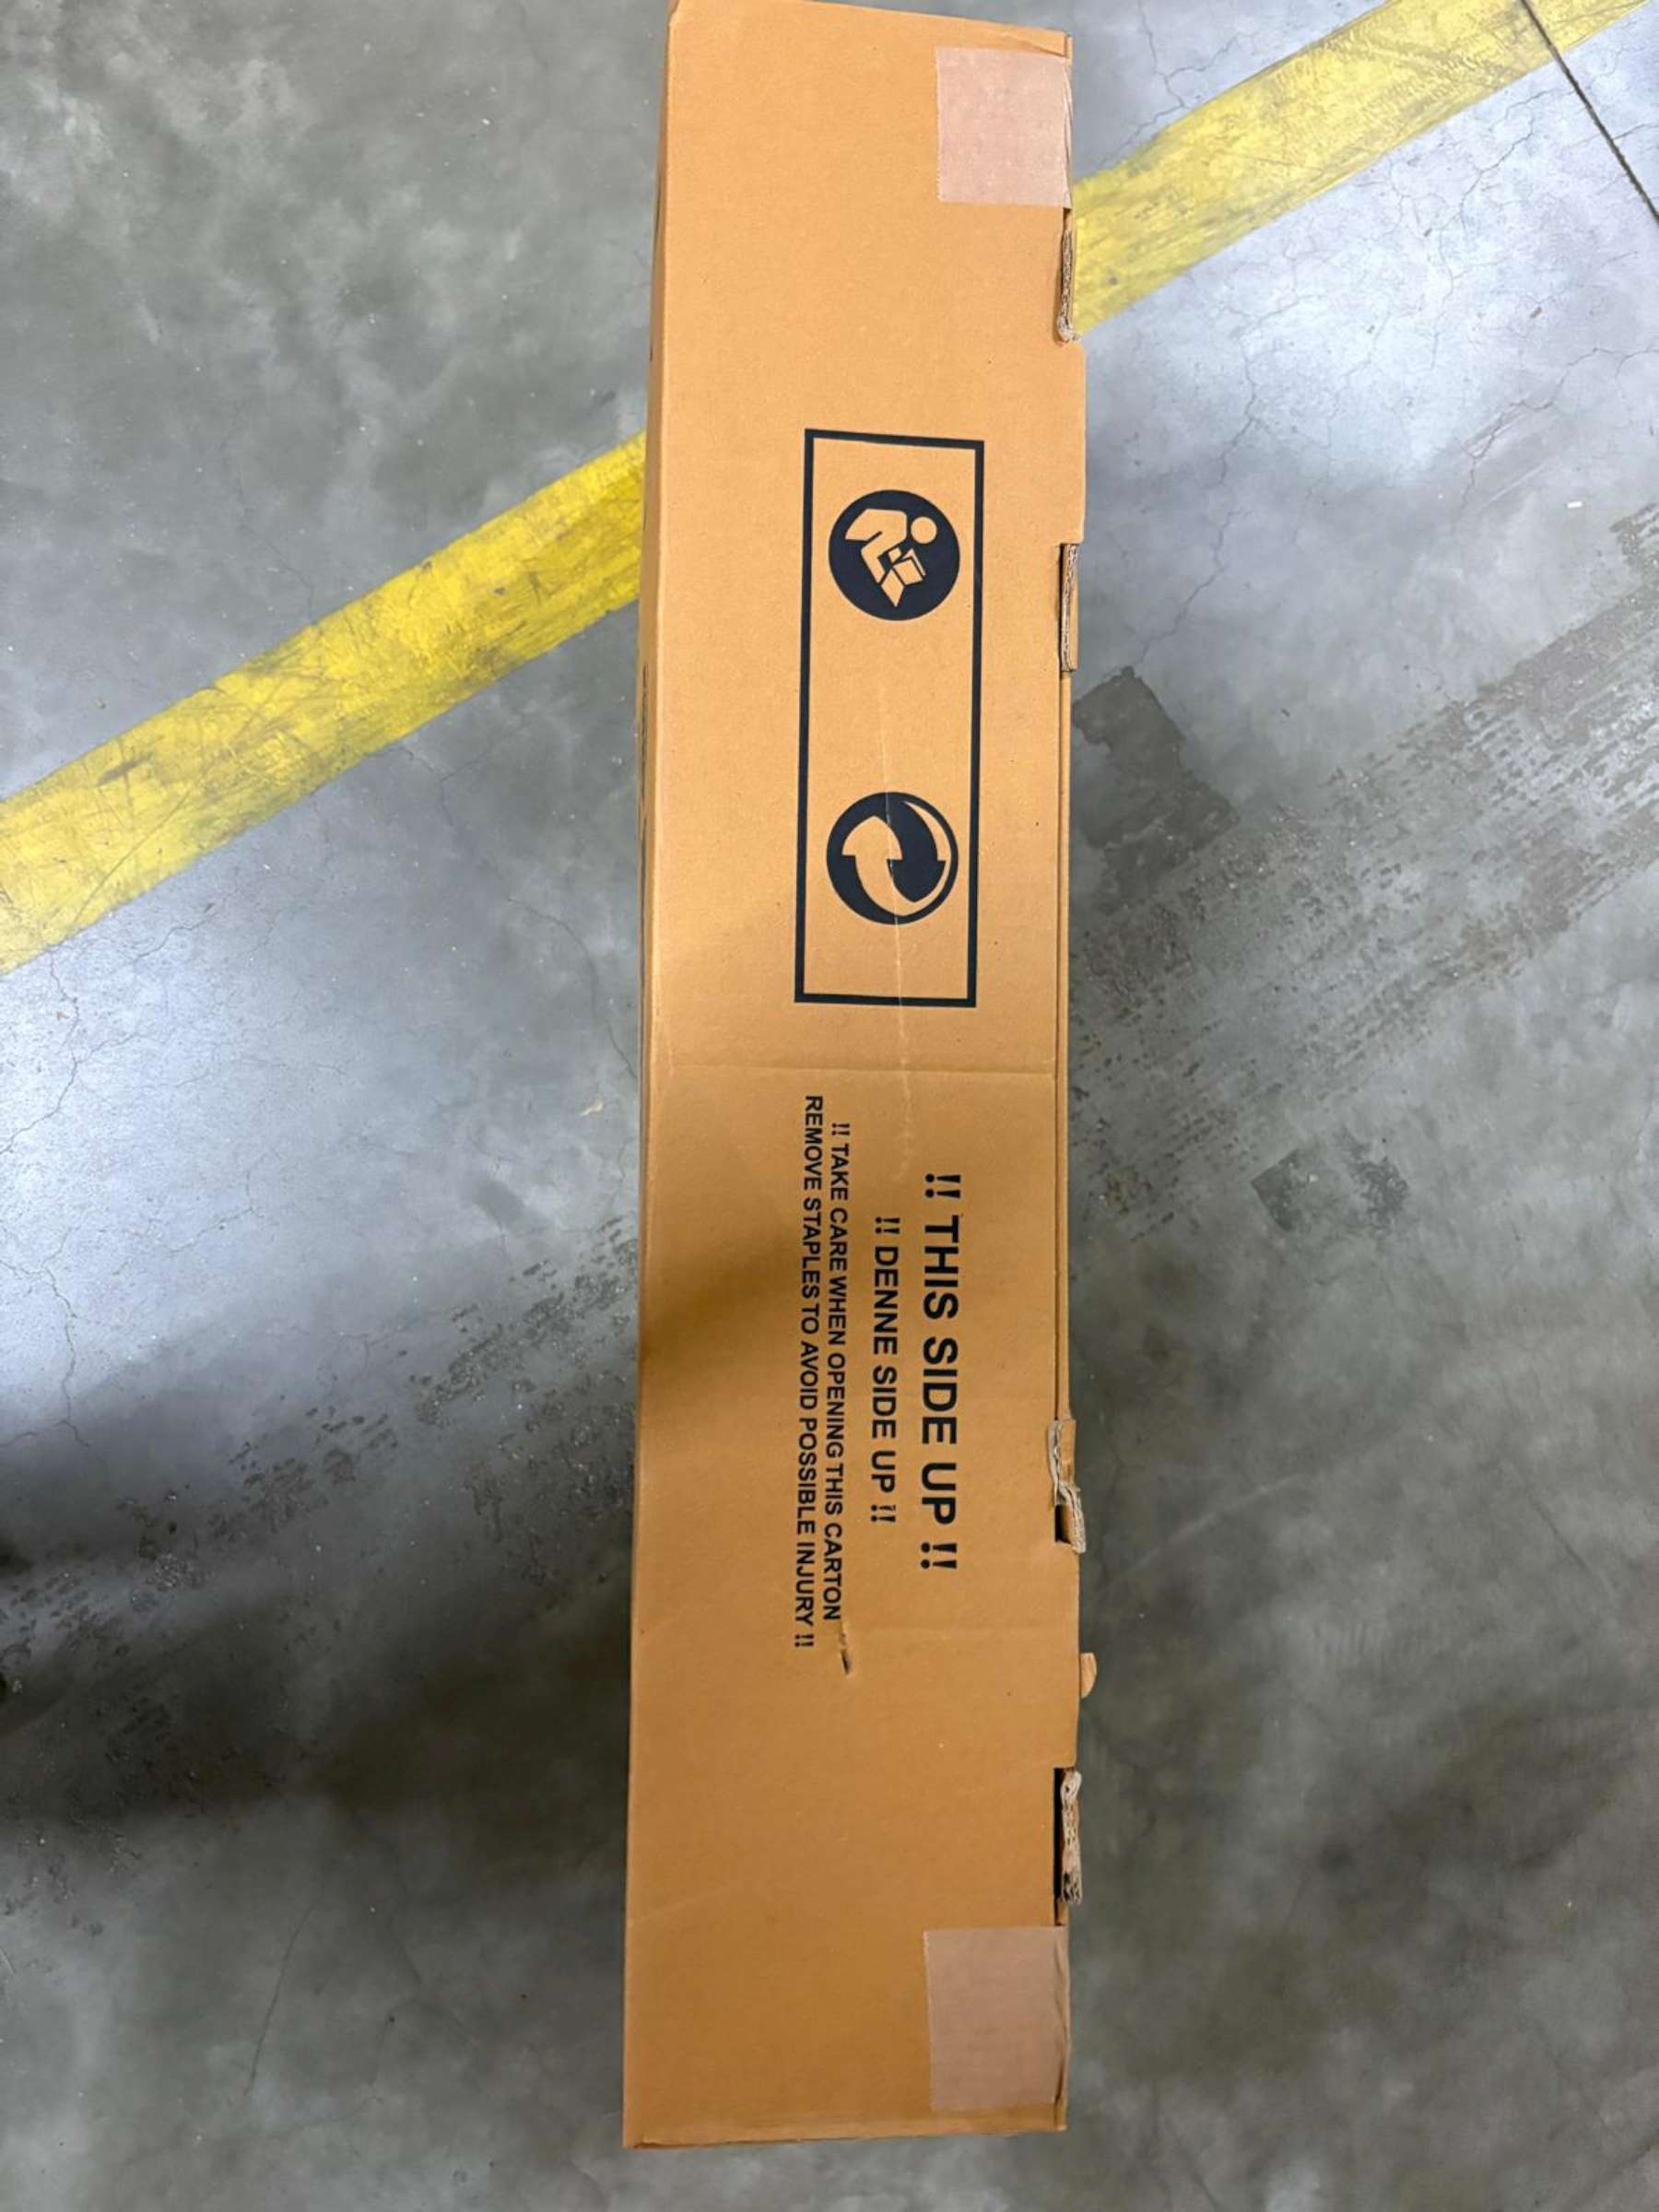 !! THIS SIDE UP !!
!! DENNE SIDE UP !!
!! TAKE CARE WHEN OPENING THIS CARTON
REMOVE STAPLES TO AVOID POSSIBLE INJURY !!